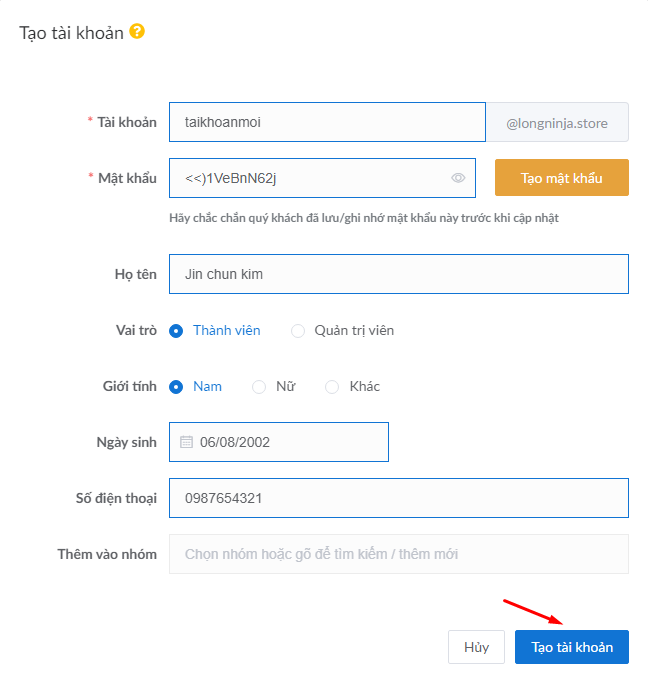 Tạo tài khoản ?
* Tài khoản taikhoanmoi @longninja.store
* Mật khẩu <<)1VeBnN62j Tạo mật khẩu
Hãy chắc chắn quý khách đã lưu/ghi nhớ mật khẩu này trước khi cập nhật
Họ tên Jin chun kim
Vai trò Thành viên Quản trị viên
Giới tính Nam Nữ Khác
Ngày sinh 06/08/2002
Số điện thoại 0987654321
Thêm vào nhóm Chọn nhóm hoặc gõ để tìm kiếm / thêm mới
Hủy Tạo tài khoản